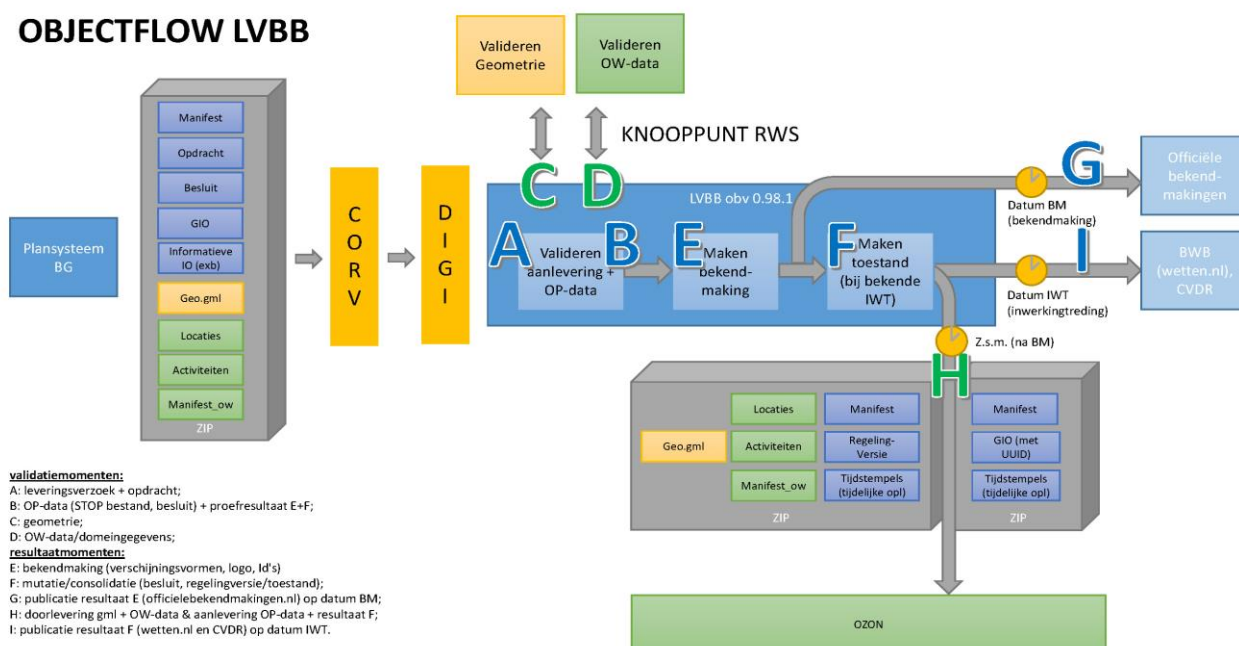 OBJECTFLOW LVBB
Valideren
Geometrie
Valideren
OW-data
KNOOPPUNT RWS
Plansysteem
BG
Manifest
Opdracht
Besluit
GIO
Informatieve
IO (exb)
Geo.gml
Locaties
Activiteiten
Manifest_ow
ZIP
C
O
R
V
D
I
G
I
C
D
LVBB obv 0.98.1
A
Valideren
aanlevering +
OP-data
B
E
Maken
bekend-
making
F
Maken
toestand
(bij bekende
IWT)
G
Datum BM
(bekendmaking)
Officiële
bekend-
makingen
I
Datum IWT
(inwerkingtreding)
BWB
(wetten.nl),
CVDR
Z.s.m. (na BM)
H
Geo.gml
Locaties
Activiteiten
Manifest_ow
Manifest
Regeling-
Versie
Tijdstempels
(tijdelijke opl)
ZIP
Manifest
GIO (met
UUID)
Tijdstempels
(tijdelijke opl)
ZIP
OZON
validatiemomenten:
A: leveringsverzoek + opdracht;
B: OP-data (STOP bestand, besluit) + proefresultaat E+F;
C: geometrie;
D: OW-data/domeingegevens;
resultaatmomenten:
E: bekendmaking (verschijningsvormen, logo, Id's)
F: mutatie/consolidatie (besluit, regelingversie/toestand);
G: publicatie resultaat E (officielebekendmakingen.nl) op datum BM;
H: doorlevering gml + OW-data & aanlevering OP-data + resultaat F;
I: publicatie resultaat F (wetten.nl en CVDR) op datum IWT.